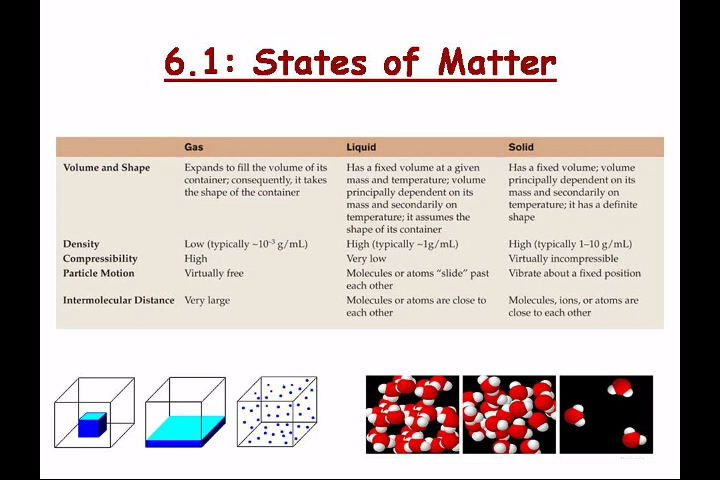 6.1: States of Matter
Gas Liquid Solid
Volume and Shape Expands to fill the volume of its Has a fixed volume at a given Has a fixed volume; volume
container; consequently, it takes mass and temperature; volume principally dependent on its
the shape of the container principally dependent on its mass and secondarily on
mass and secondarily on temperature; it has a definite
temperature; it assumes the shape
shape of its container
Density Low (typically ~10⁻³ g/mL) High (typically ~1g/mL) High (typically 1–10 g/mL)
Compressibility High Very low Virtually incompressible
Particle Motion Virtually free Molecules or atoms “slide” past Vibrate about a fixed position
each other
Intermolecular Distance Very large Molecules or atoms are close to Molecules, ions, or atoms are
each other close to each other